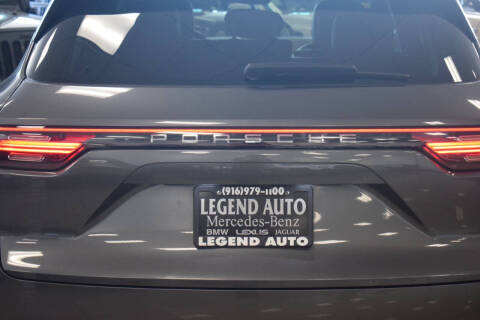 PORSCHE
(916)979-1100
LEGEND AUTO
Mercedes-Benz
BMW LEXUS JAGUAR
LEGEND AUTO